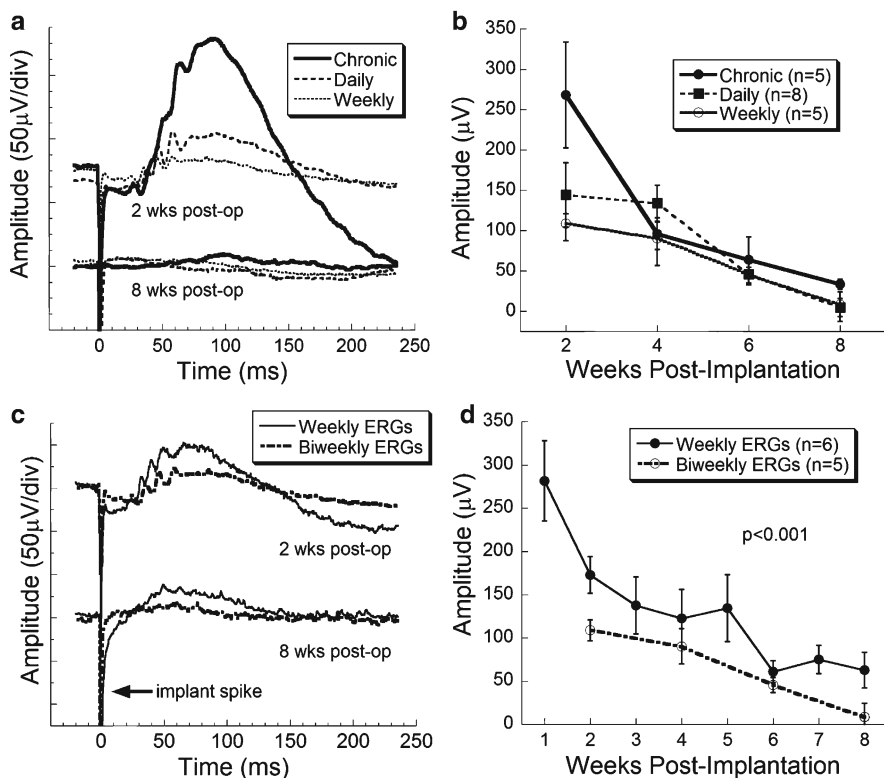 a
Amplitude (50μV/div)
Chronic
Daily
Weekly
2 wks post-op
8 wks post-op
0 50 100 150 200 250
Time (ms)
b
Amplitude (μV)
350
300
250
200
150
100
50
0
Chronic (n=5)
Daily (n=8)
Weekly (n=5)
2 4 6 8
Weeks Post-Implantation
c
Amplitude (50μV/div)
Weekly ERGs
Biweekly ERGs
2 wks post-op
8 wks post-op
implant spike
0 50 100 150 200 250
Time (ms)
d
Amplitude (μV)
350
300
250
200
150
100
50
0
Weekly ERGs (n=6)
Biweekly ERGs (n=5)
p<0.001
1 2 3 4 5 6 7 8
Weeks Post-Implantation